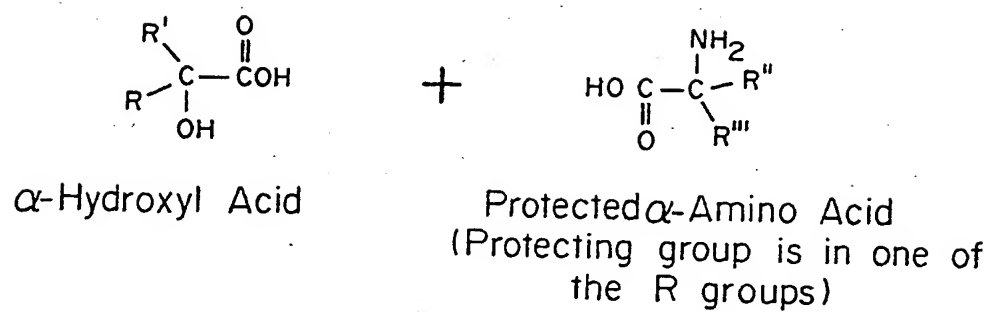 R' O
C — COH
R OH
α-Hydroxyl Acid
+
NH2
HO C — C — R"
O R'''
Protected α-Amino Acid
(Protecting group is in one of
the R groups)